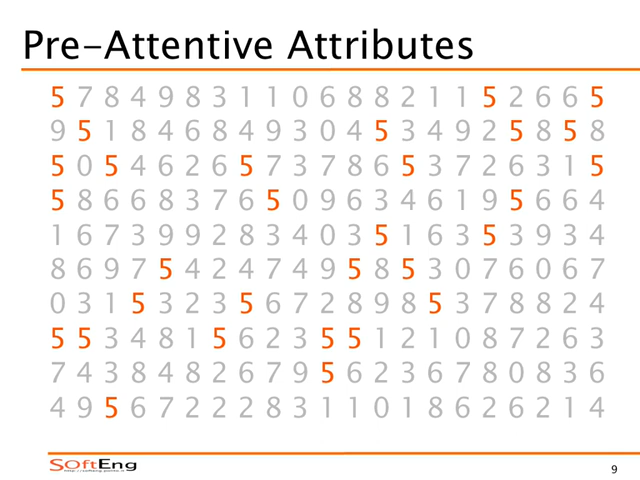 Pre-Attentive Attributes
5 7 8 4 9 8 3 1 1 0 6 8 8 2 1 1 5 2 6 6 5
9 5 1 8 4 6 8 4 9 3 0 4 5 3 4 9 2 5 8 5 8
5 0 5 4 6 2 6 5 7 3 7 8 6 5 3 7 2 6 3 1 5
5 8 6 6 8 3 7 6 5 0 9 6 3 4 6 1 9 5 6 6 4
1 6 7 3 9 9 2 8 3 4 0 3 5 1 6 3 5 3 9 3 4
8 6 9 7 5 4 2 4 7 4 9 5 8 5 3 0 7 6 0 6 7
0 3 1 5 3 2 3 5 6 7 2 8 9 8 5 3 7 8 8 2 4
5 5 3 4 8 1 5 6 2 3 5 5 1 2 1 0 8 7 2 6 3
7 4 3 8 4 8 2 6 7 9 5 6 2 3 6 7 8 0 8 3 6
4 9 5 6 7 2 2 2 8 3 1 1 0 1 8 6 2 6 2 1 4
SOftEng
9